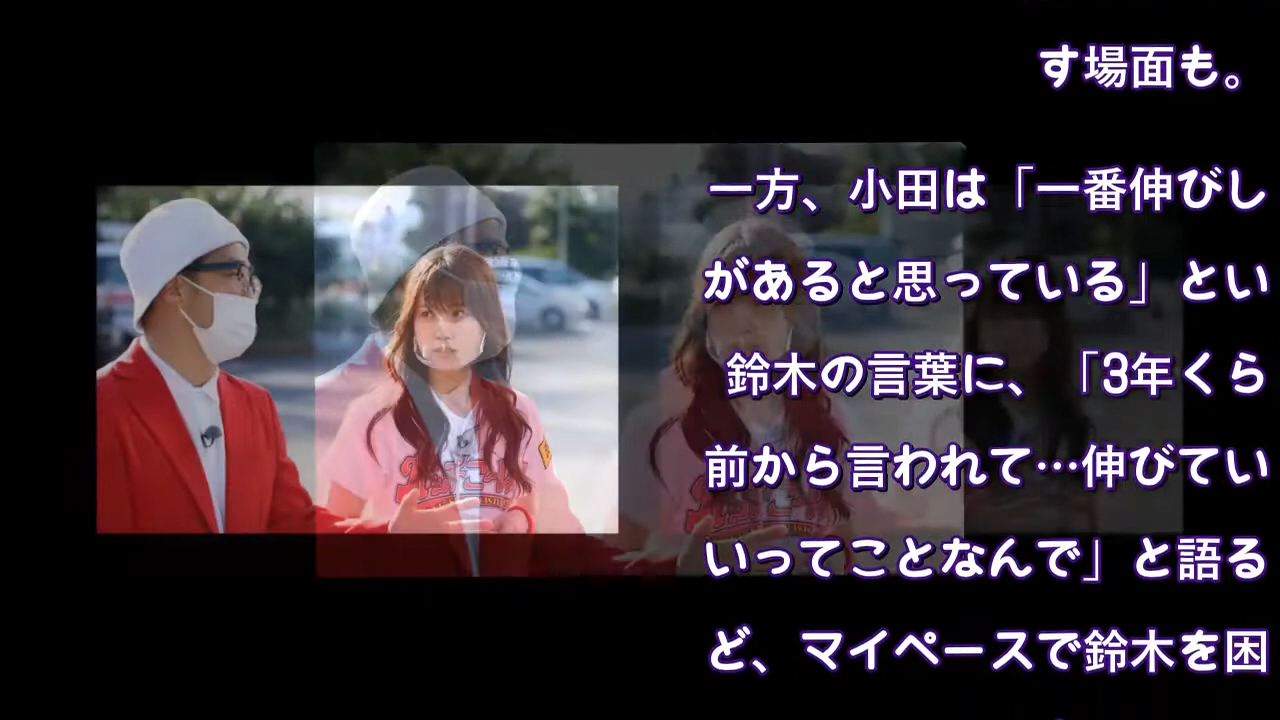 す場面も。
一方、小田は「一番伸びし
があると思っている」とい
鈴木の言葉に、「3年くら
前から言われて…伸びてい
いってことなんで」と語る
ど、マイペースで鈴木を困